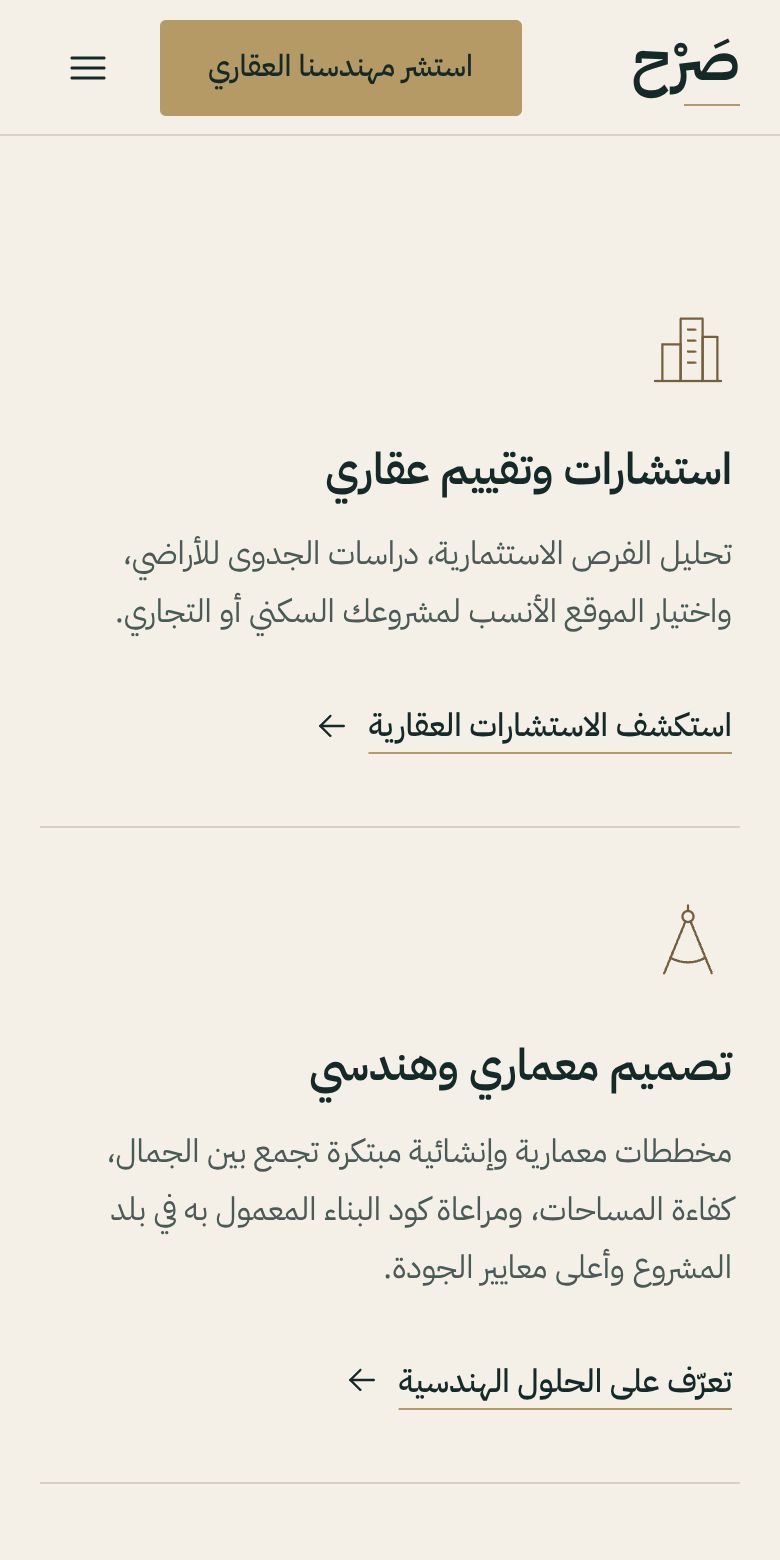 صَرْح
استشر مهندسنا العقاري
استشارات وتقييم عقاري
تحليل الفرص الاستثمارية، دراسات الجدوى للأراضي،
واختيار الموقع الأنسب لمشروعك السكني أو التجاري.
استكشف الاستشارات العقارية ←
تصميم معماري وهندسي
مخططات معمارية وإنشائية مبتكرة تجمع بين الجمال،
كفاءة المساحات، ومراعاة كود البناء المعمول به في بلد
المشروع وأعلى معايير الجودة.
تعرّف على الحلول الهندسية ←